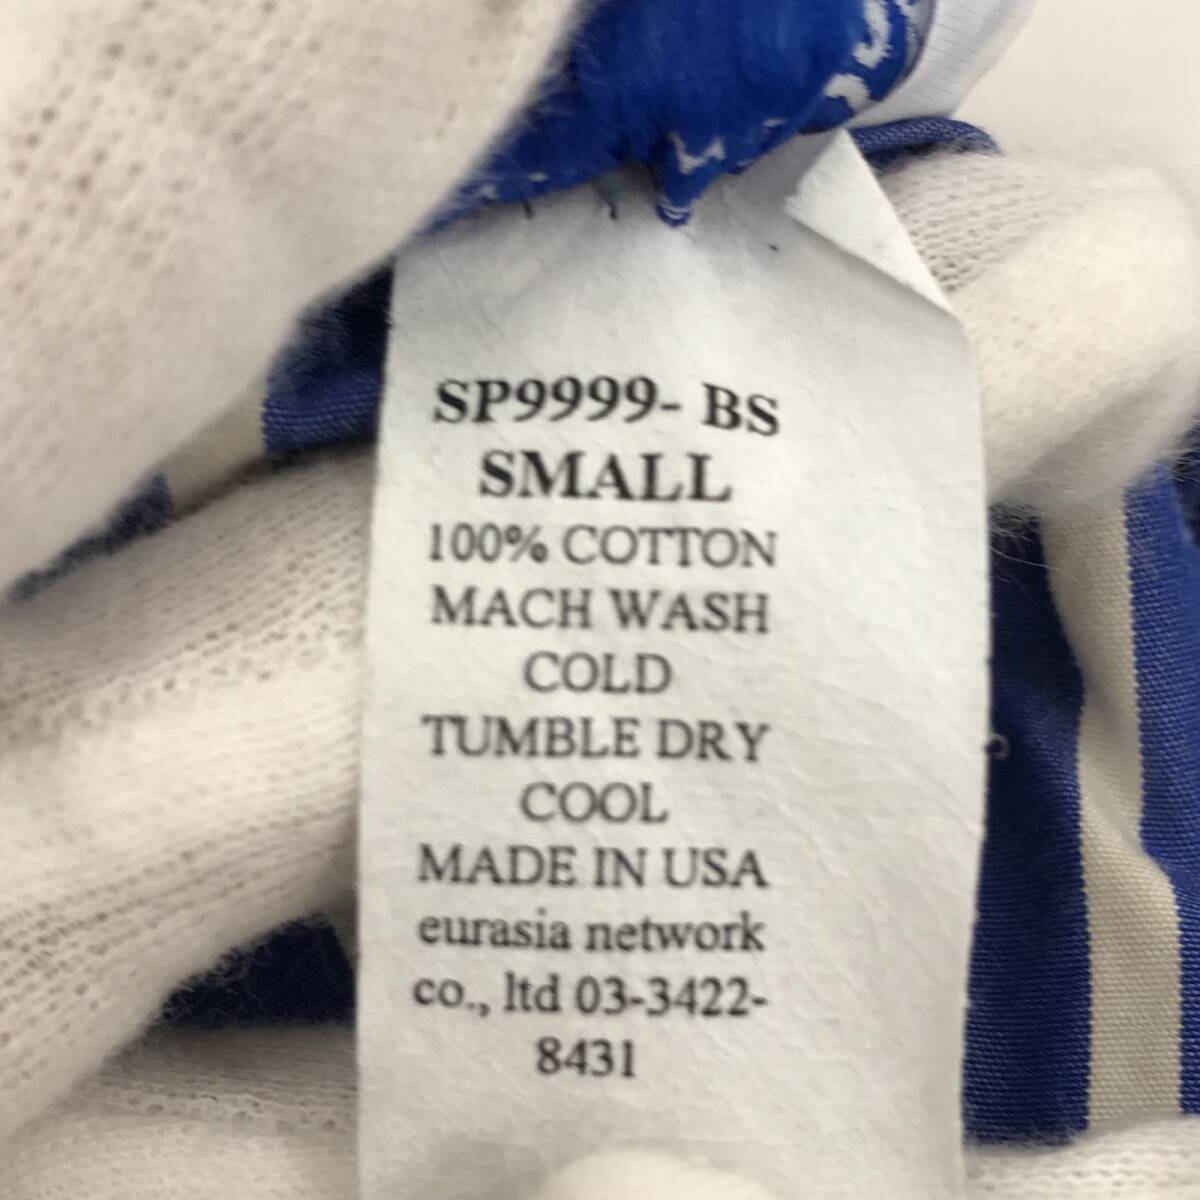 SP9999- BS
SMALL
100% COTTON
MACH WASH
COLD
TUMBLE DRY
COOL
MADE IN USA
eurasia network
co., ltd 03-3422-
8431